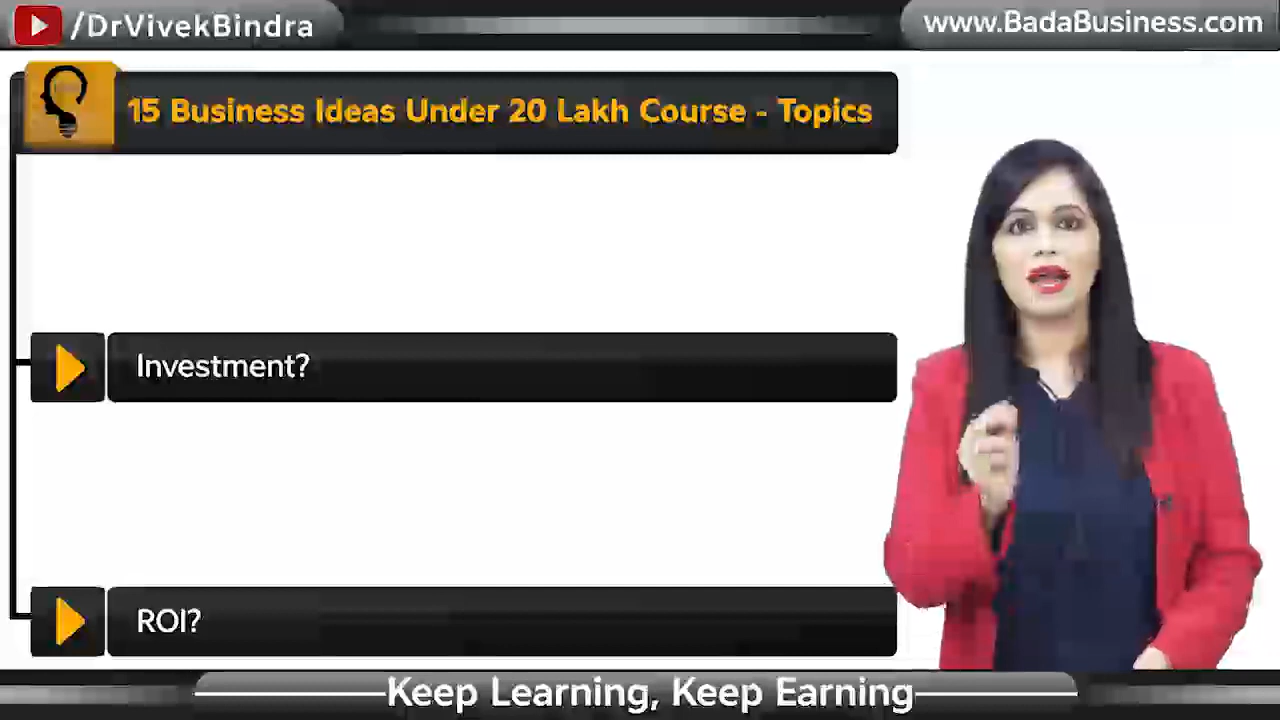 /DrVivekBindra
www.BadaBusiness.com
15 Business Ideas Under 20 Lakh Course - Topics
Investment?
ROI?
Keep Learning, Keep Earning